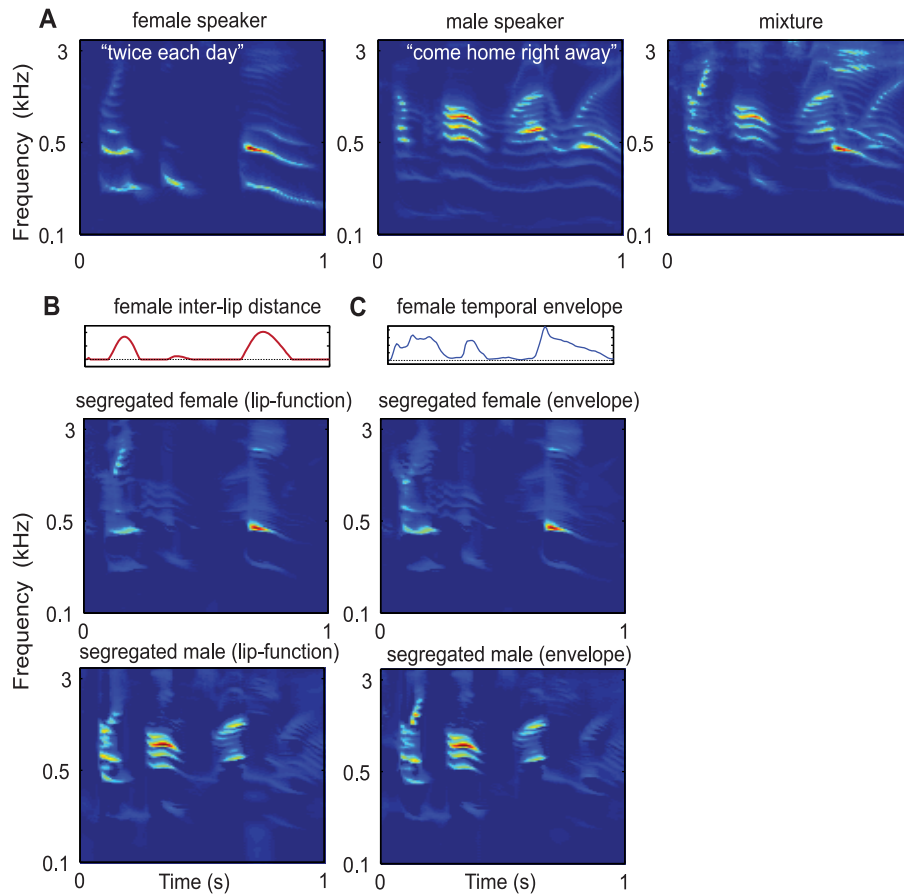 A
female speaker
male speaker
mixture
"twice each day"
"come home right away"
Frequency (kHz)
3
0.5
0.1
0
1
3
0.5
0.1
0
1
3
0.5
0.1
0
B
female inter-lip distance
C
female temporal envelope
segregated female (lip-function)
segregated female (envelope)
Frequency (kHz)
3
0.5
0.1
0
1
3
0.5
0.1
0
1
segregated male (lip-function)
segregated male (envelope)
3
0.5
0.1
0
Time (s)
1
3
0.5
0.1
0
Time (s)
1